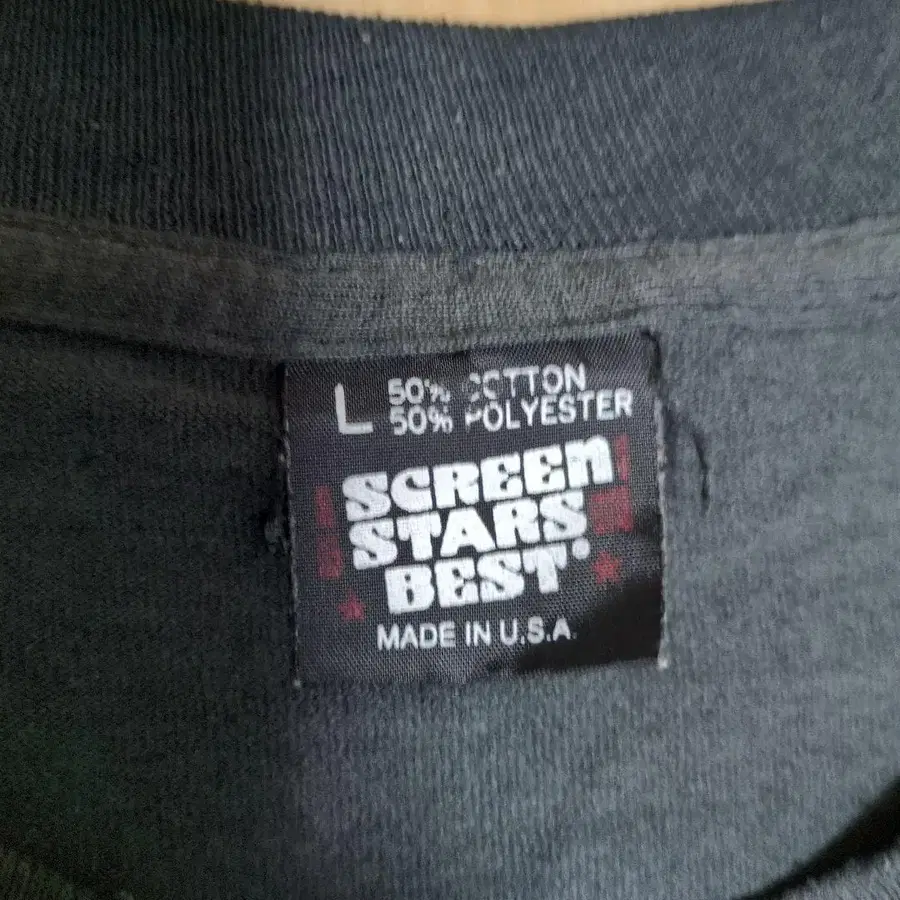 L 50% COTTON
50% POLYESTER
SCREEN
STARS
BEST®
MADE IN U.S.A.